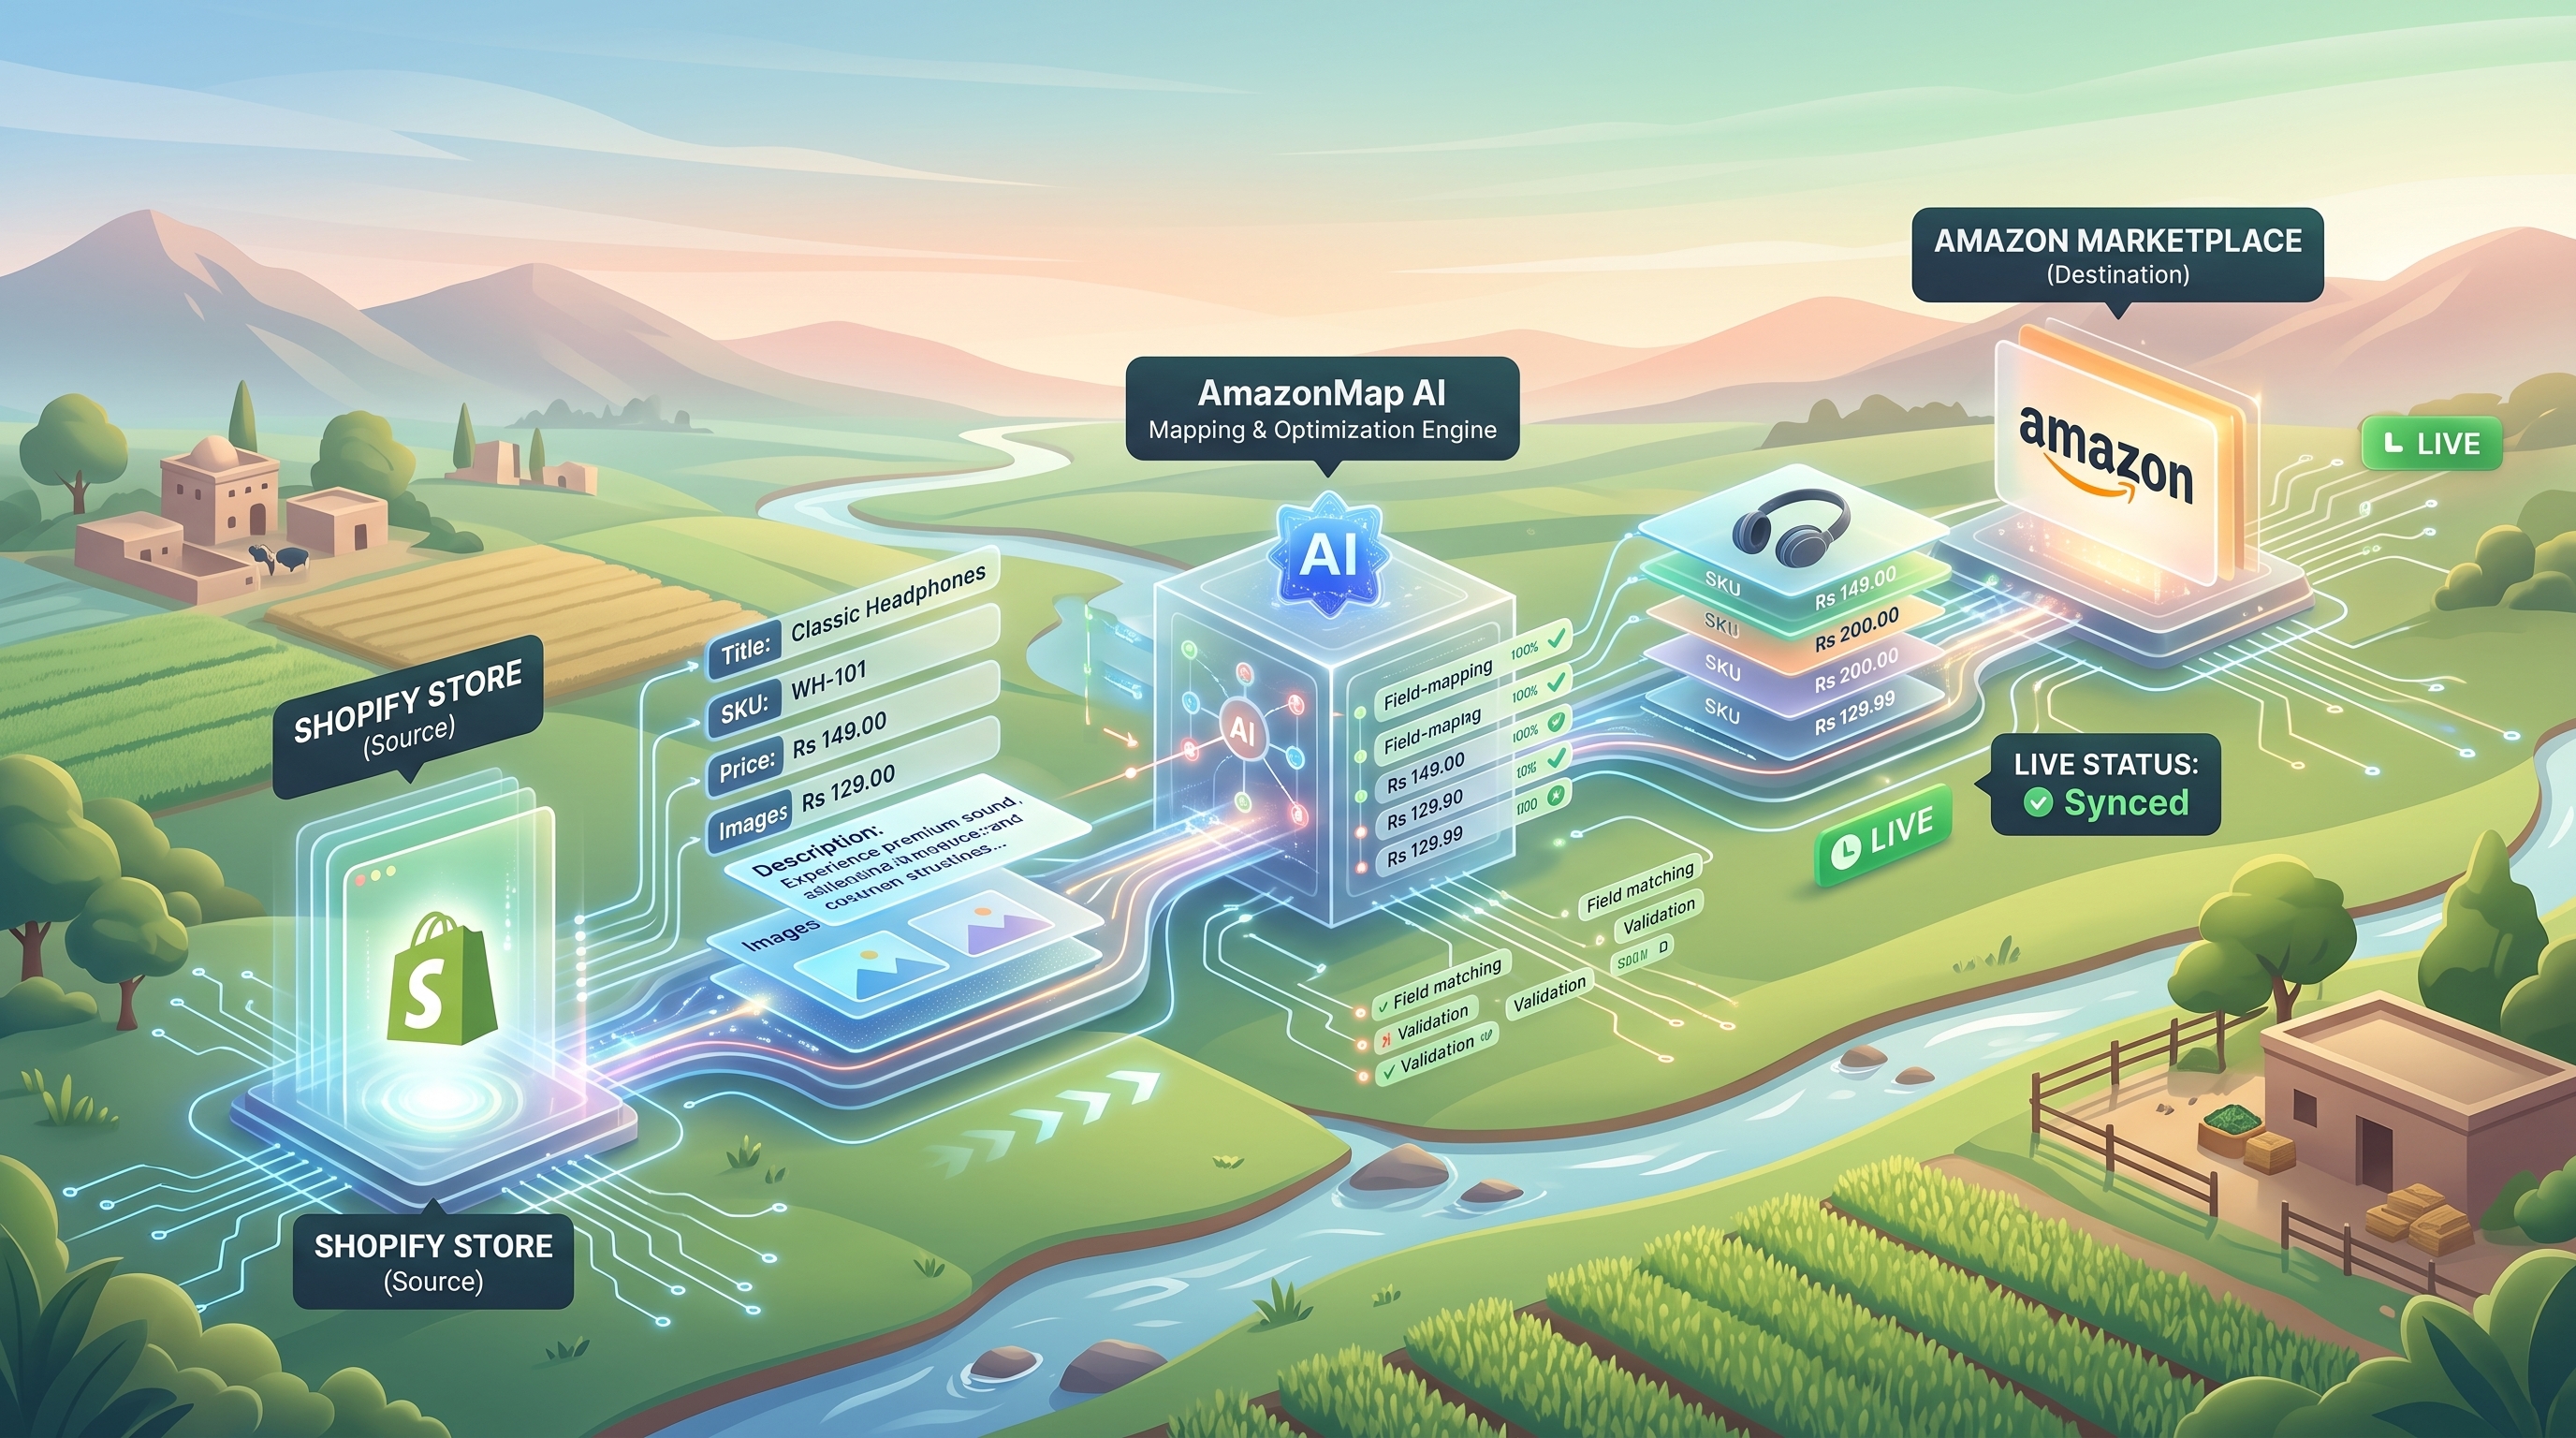 AMAZON MARKETPLACE
(Destination)
AmazonMap AI
Mapping & Optimization Engine
amazon
LIVE
AI
SHOPIFY STORE
(Source)
Title: Classic Headphones
SKU: WH-101
Price: Rs 149.00
Images Rs 129.00
Description:
Experience premium sound,
Images
S
AI
Field-mapping 100%
Field-maplag 100%
Rs 149.00 100%
Rs 129.90
Rs 129.99
SKU Rs 149.00
SKU Rs 200.00
SKU Rs 200.00
SKU Rs 129.99
LIVE STATUS:
Synced
LIVE
Field matching
Validation
Field matching
Validation
Validation
Validation
SHOPIFY STORE
(Source)